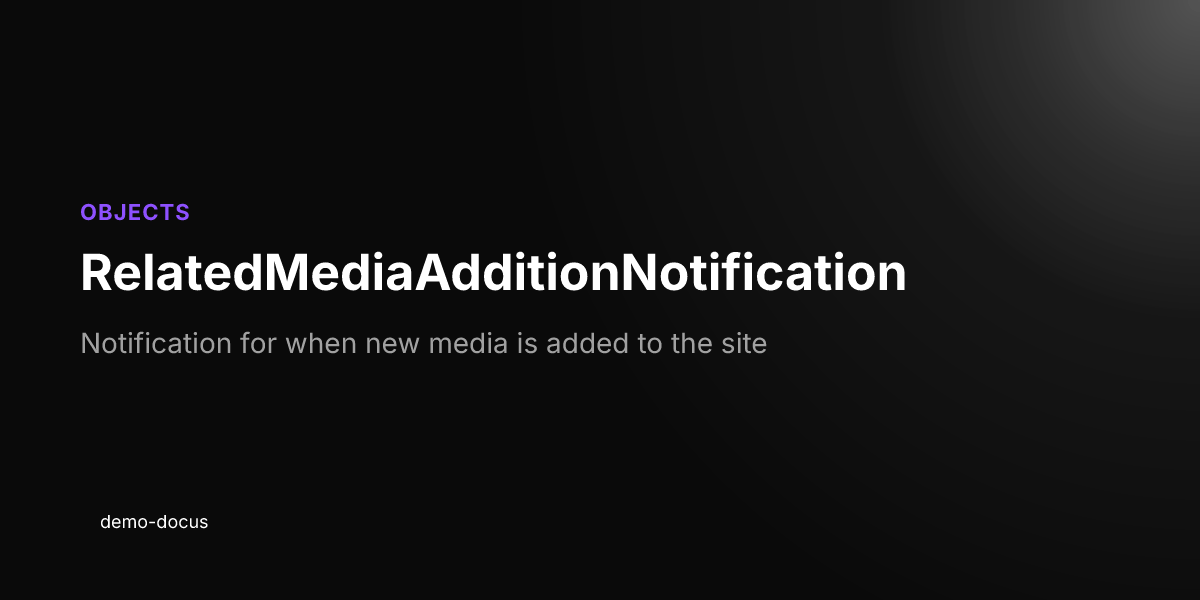 OBJECTS
RelatedMediaAdditionNotification
Notification for when new media is added to the site
demo-docus